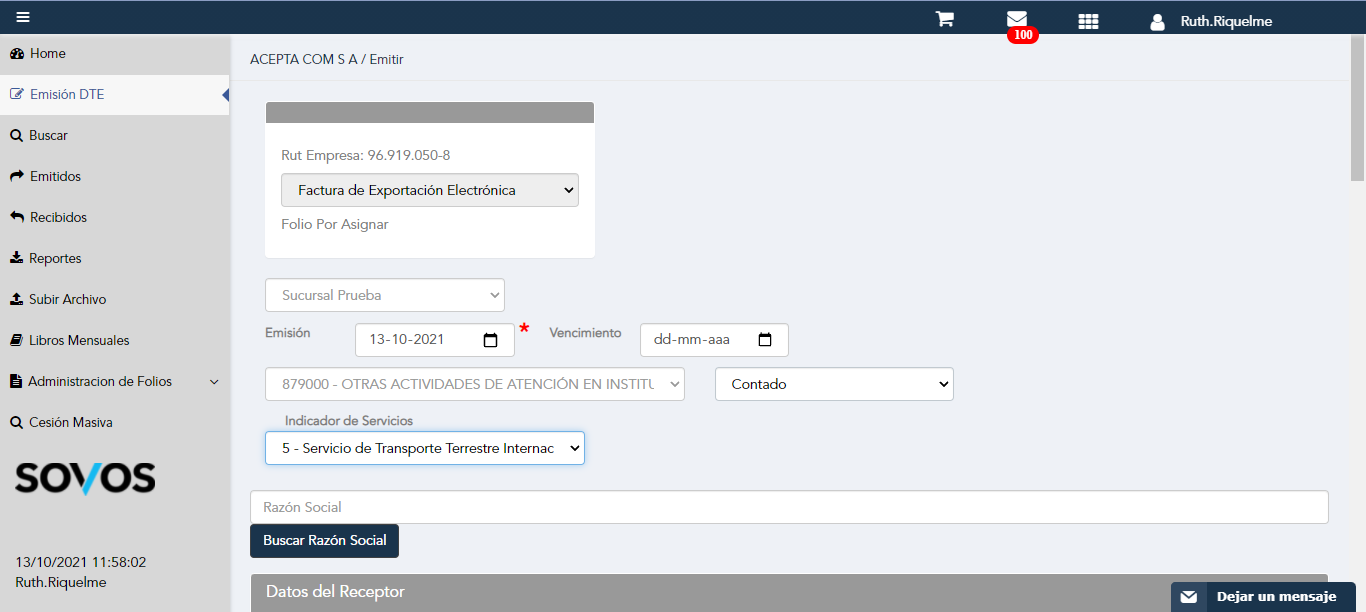 Ruth.Riquelme
100
Home
Emisión DTE
Buscar
Emitidos
Recibidos
Reportes
Subir Archivo
Libros Mensuales
Administracion de Folios
Cesión Masiva
SOVOS
13/10/2021 11:58:02
Ruth.Riquelme
ACEPTA COM S A / Emitir
Rut Empresa: 96.919.050-8
Factura de Exportación Electrónica
Folio Por Asignar
Sucursal Prueba
Emisión 13-10-2021 * Vencimiento dd-mm-aaa
879000 - OTRAS ACTIVIDADES DE ATENCIÓN EN INSTITU Contado
Indicador de Servicios
5 - Servicio de Transporte Terrestre Internac
Razón Social
Buscar Razón Social
Datos del Receptor
Dejar un mensaje